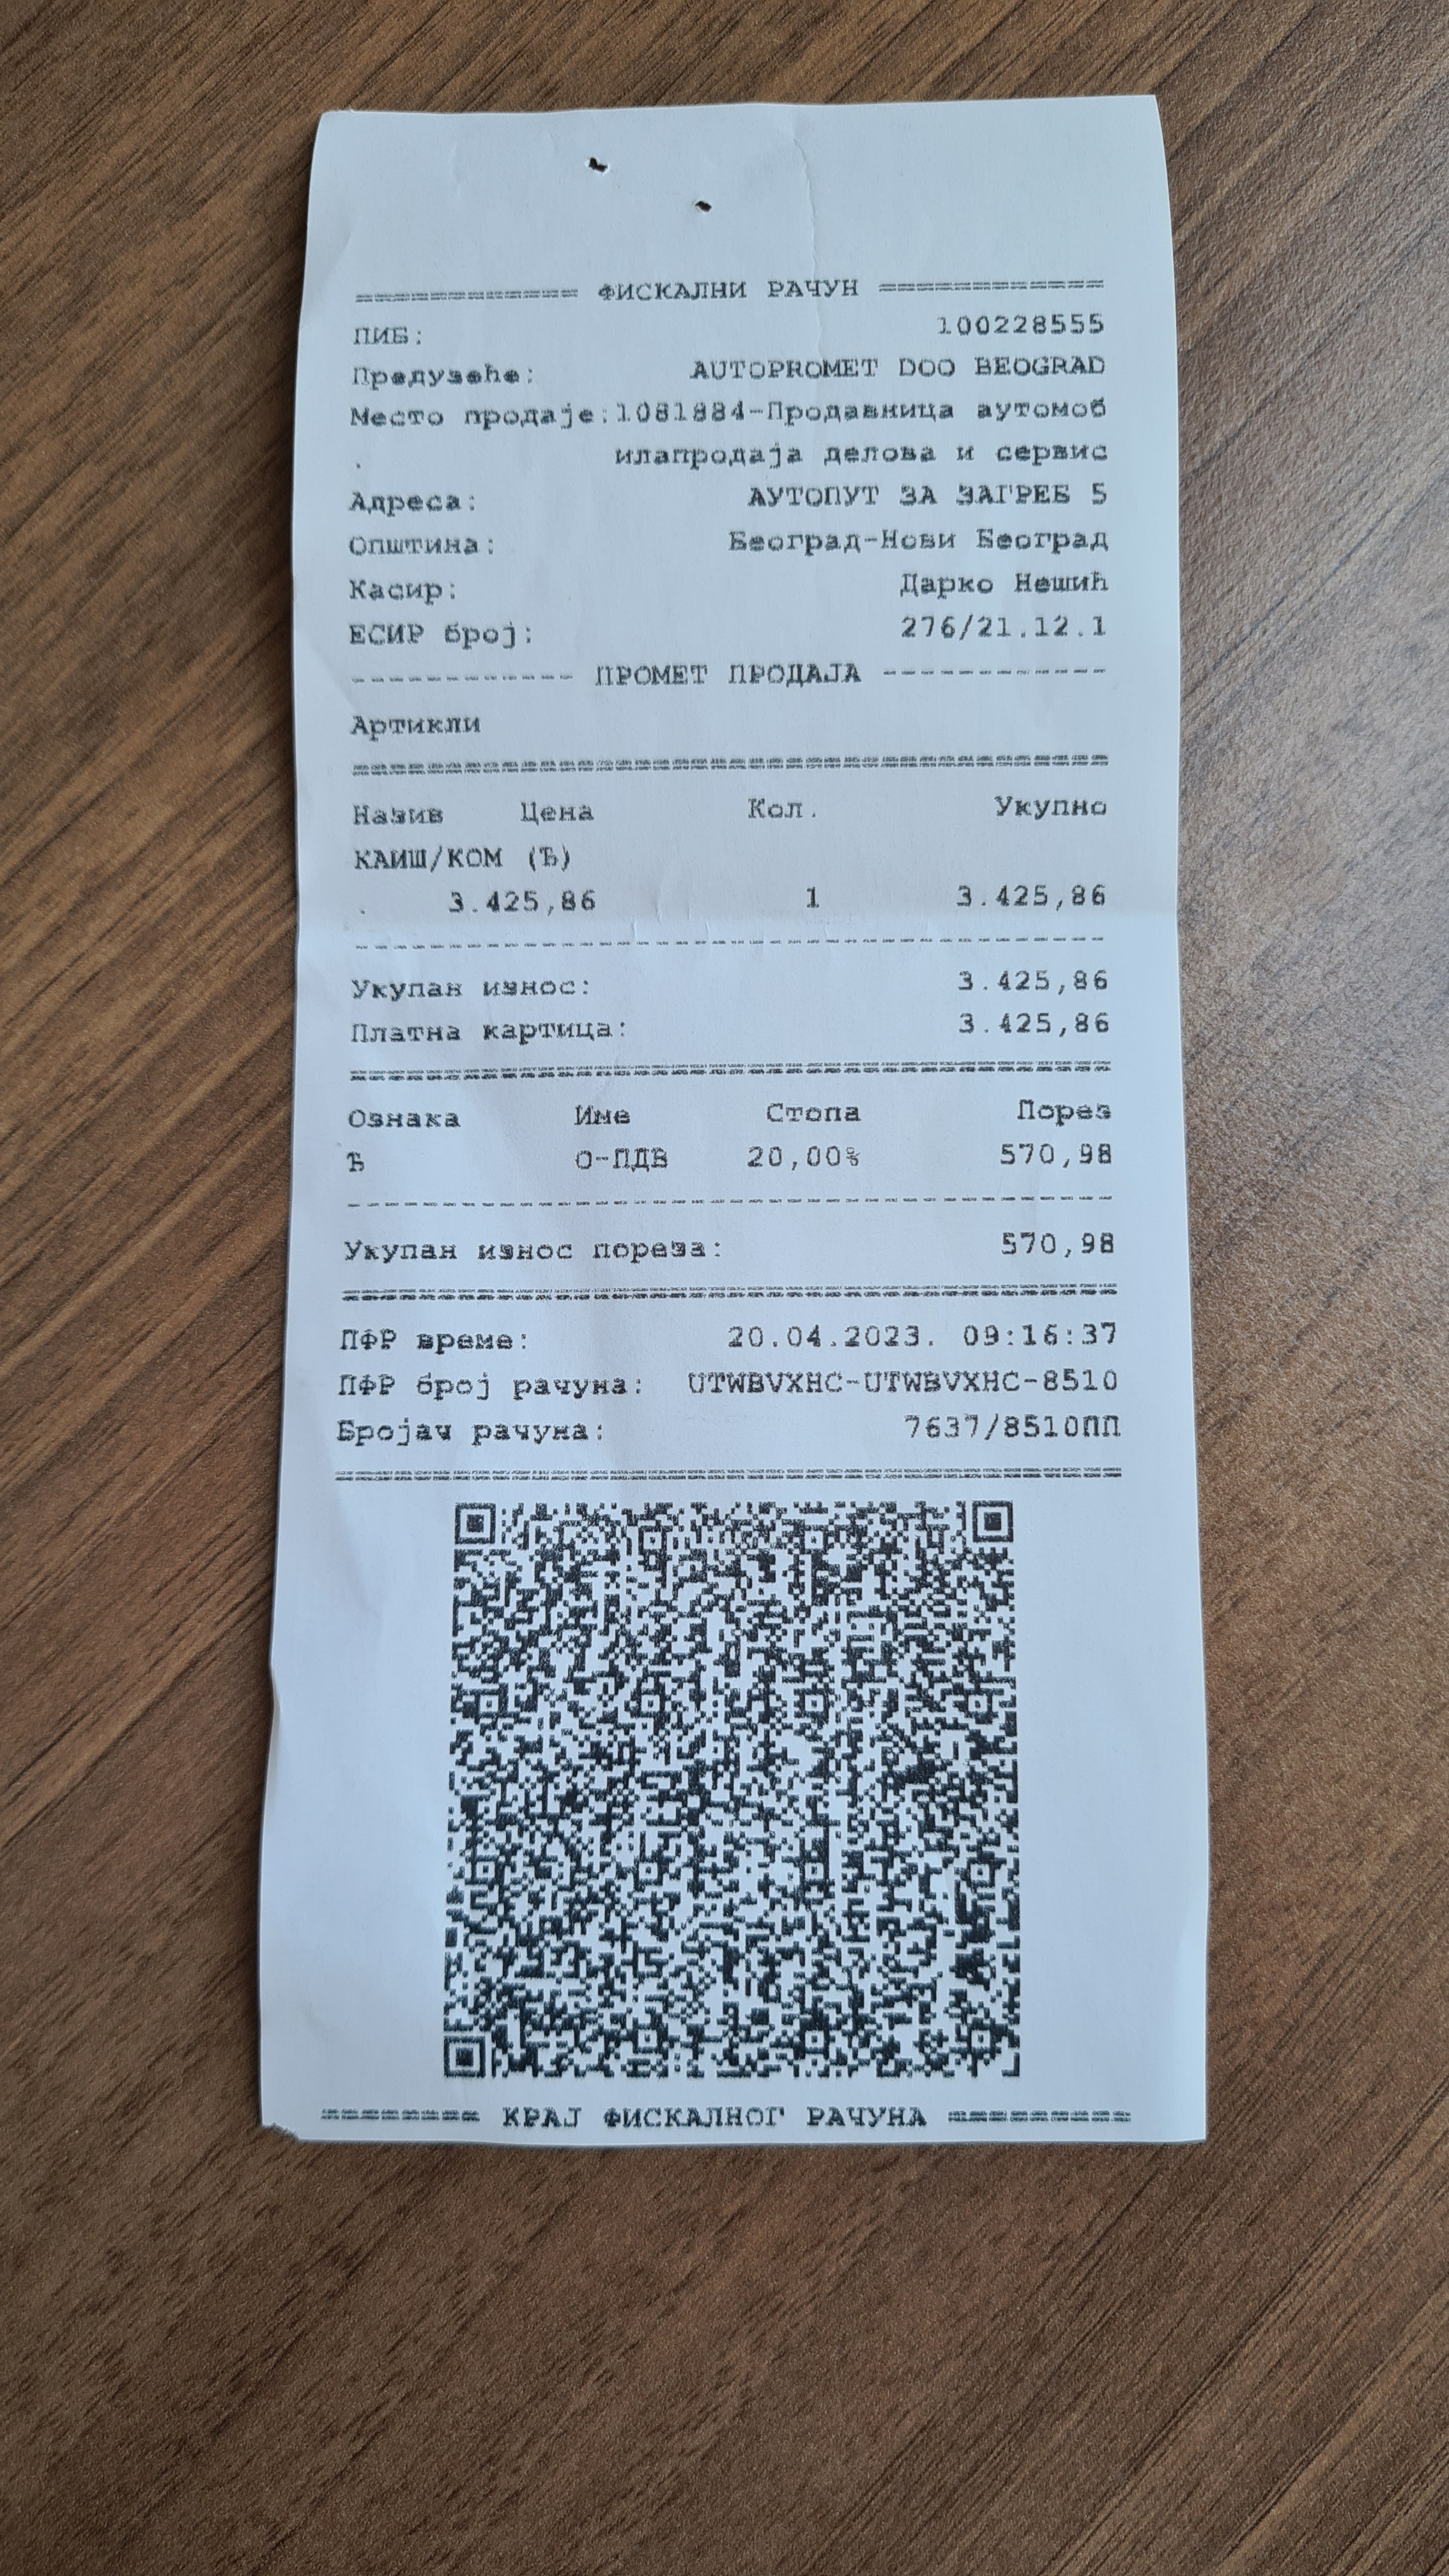 ============ ФИСКАЛНИ РАЧУН ============
ПИБ: 100228555
Предузеће: AUTOPROMET DOO BEOGRAD
Место продаје:1081884-Продавница аутомоб
. илапродаја делова и сервис
Адреса: АУТОПУТ ЗА ЗАГРЕБ 5
Општина: Београд-Нови Београд
Касир: Дарко Нешић
ЕСИР број: 276/21.12.1
------------ ПРОМЕТ ПРОДАЈА ------------
Артикли
Назив Цена Кол. Укупно
КАИШ/КОМ (Ђ)
. 3.425,86 1 3.425,86
Укупан износ: 3.425,86
Платна картица: 3.425,86
Ознака Име Стопа Порез
Ђ О-ПДВ 20,00% 570,98
Укупан износ пореза: 570,98
ПФР време: 20.04.2023. 09:16:37
ПФР број рачуна: UTWBVXHC-UTWBVXHC-8510
Бројач рачуна: 7637/8510ПП
======== КРАЈ ФИСКАЛНОГ РАЧУНА =========